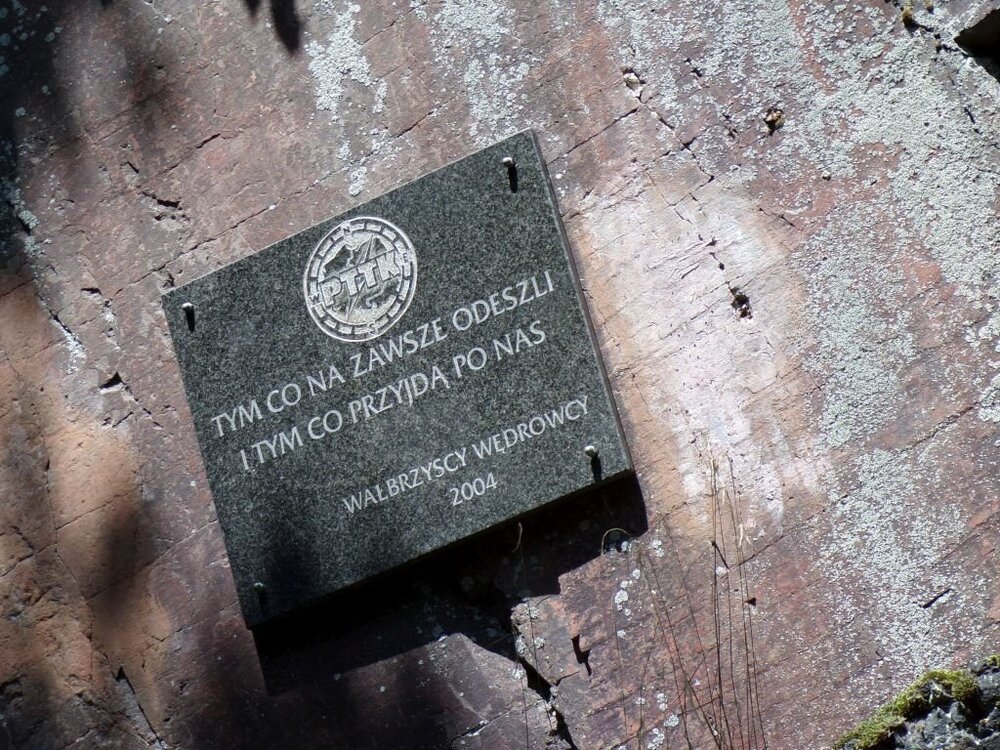 PTTK
TYM CO NA ZAWSZE ODESZLI
I TYM CO PRZYJDĄ PO NAS
WAŁBRZYSCY WĘDROWCY
2004